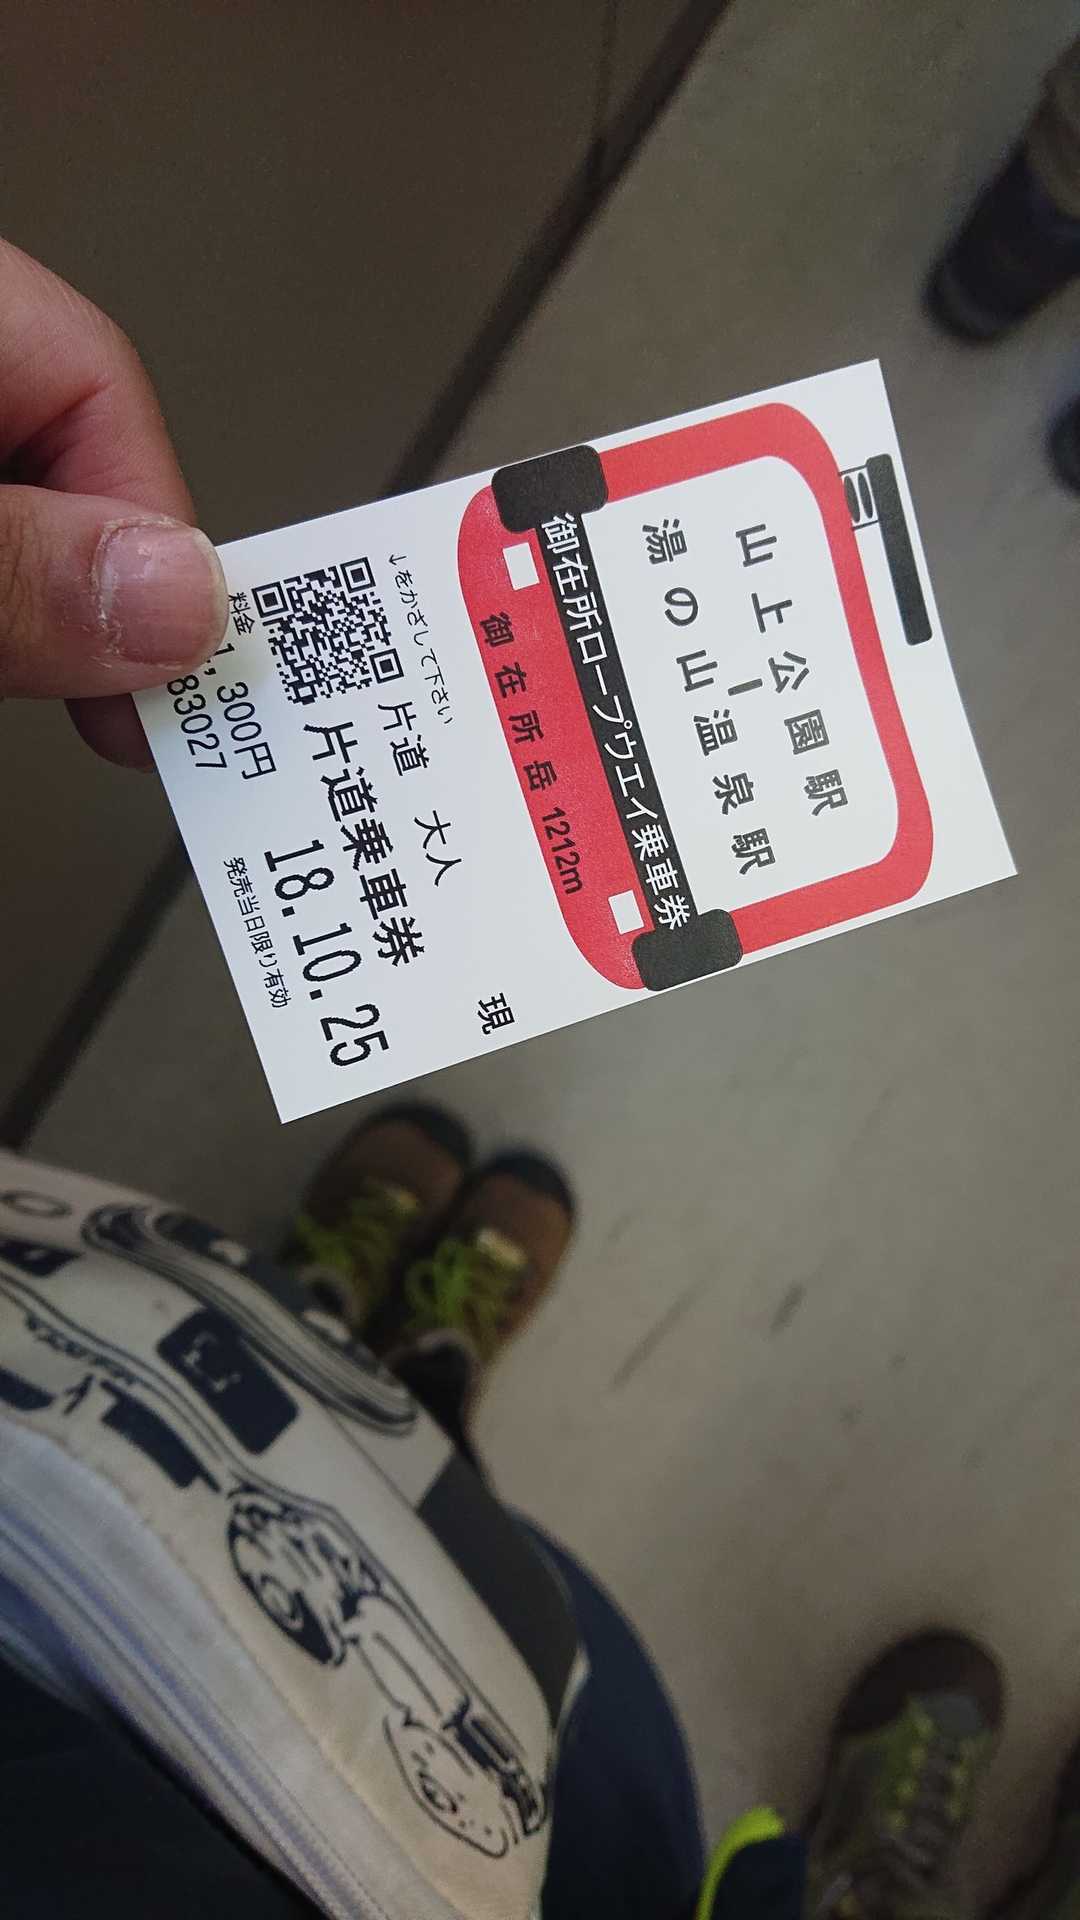 山上公園駅
ー
湯の山温泉駅
御在所ロープウエイ乗車券
御在所岳 1212m
現
↓をかざして下さい
片道 大人
片道乗車券
18.10.25
発売当日限り有効
料金 1,300円
83027